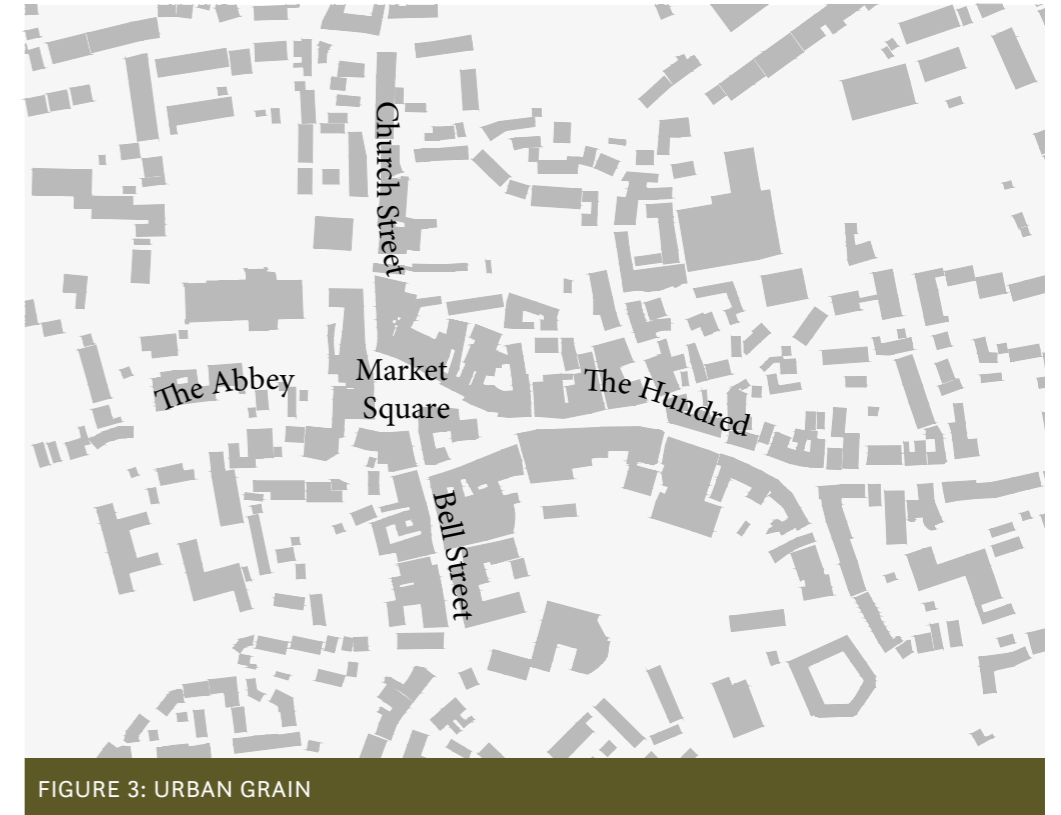 Church Street
The Abbey
Market
Square
The Hundred
Bell Street
FIGURE 3: URBAN GRAIN